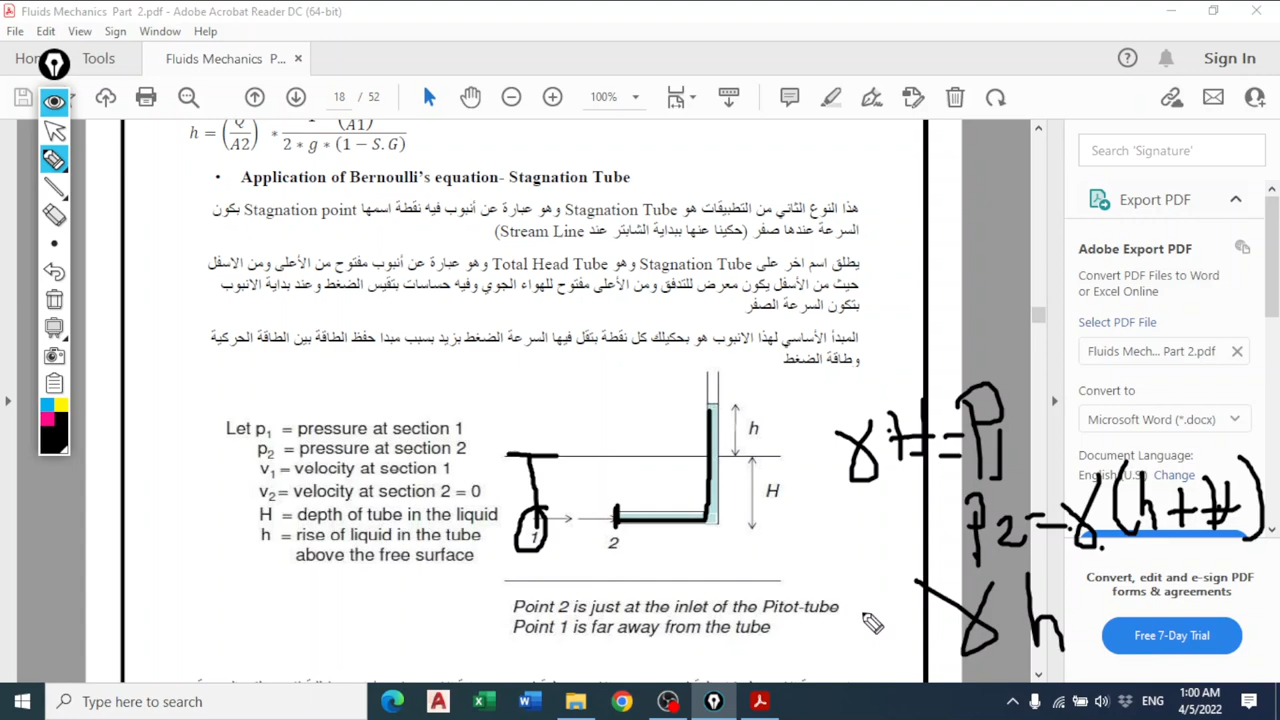 Fluids Mechanics Part 2.pdf - Adobe Acrobat Reader DC (64-bit)
File Edit View Sign Window Help
Tools Fluids Mechanics P... × Sign In
18 / 52 100%
h = (Q/A2) * (A1) / 2 * g * (1 − S.G)
• Application of Bernoulli's equation- Stagnation Tube
هذا النوع الثاني من التطبيقات هو Stagnation Tube وهو عبارة عن أنبوب فيه نقطة اسمها Stagnation point بكون
السرعة عندها صفر (حكينا عنها ببداية الشابتر عند Stream Line)
يطلق اسم اخر على Stagnation Tube وهو Total Head Tube وهو عبارة عن أنبوب مفتوح من الأعلى ومن الاسفل
حيث من الأسفل يكون معرض للتدفق ومن الأعلى مفتوح للهواء الجوي وفيه حساسات بتقيس الضغط وعند بداية الانبوب
بتكون السرعة الصفر
المبدأ الأساسي لهذا الانبوب هو بحكيلك كل نقطة بتقل فيها السرعة الضغط بزيد بسبب مبدا حفظ الطاقة بين الطاقة الحركية
وطاقة الضغط
Let p1 = pressure at section 1
p2 = pressure at section 2
v1 = velocity at section 1
v2 = velocity at section 2 = 0
H = depth of tube in the liquid
h = rise of liquid in the tube
above the free surface
h
H
1
2
Point 2 is just at the inlet of the Pitot-tube
Point 1 is far away from the tube
γH = P1
P2 = γ(h + H)
γ h
Search 'Signature'
Export PDF
Adobe Export PDF
Convert PDF Files to Word
or Excel Online
Select PDF File
Fluids Mech... Part 2.pdf ×
Convert to
Microsoft Word (*.docx)
Document Language:
Change
Convert, edit and e-sign PDF
forms & agreements
Free 7-Day Trial
Type here to search
ENG
1:00 AM
4/5/2022